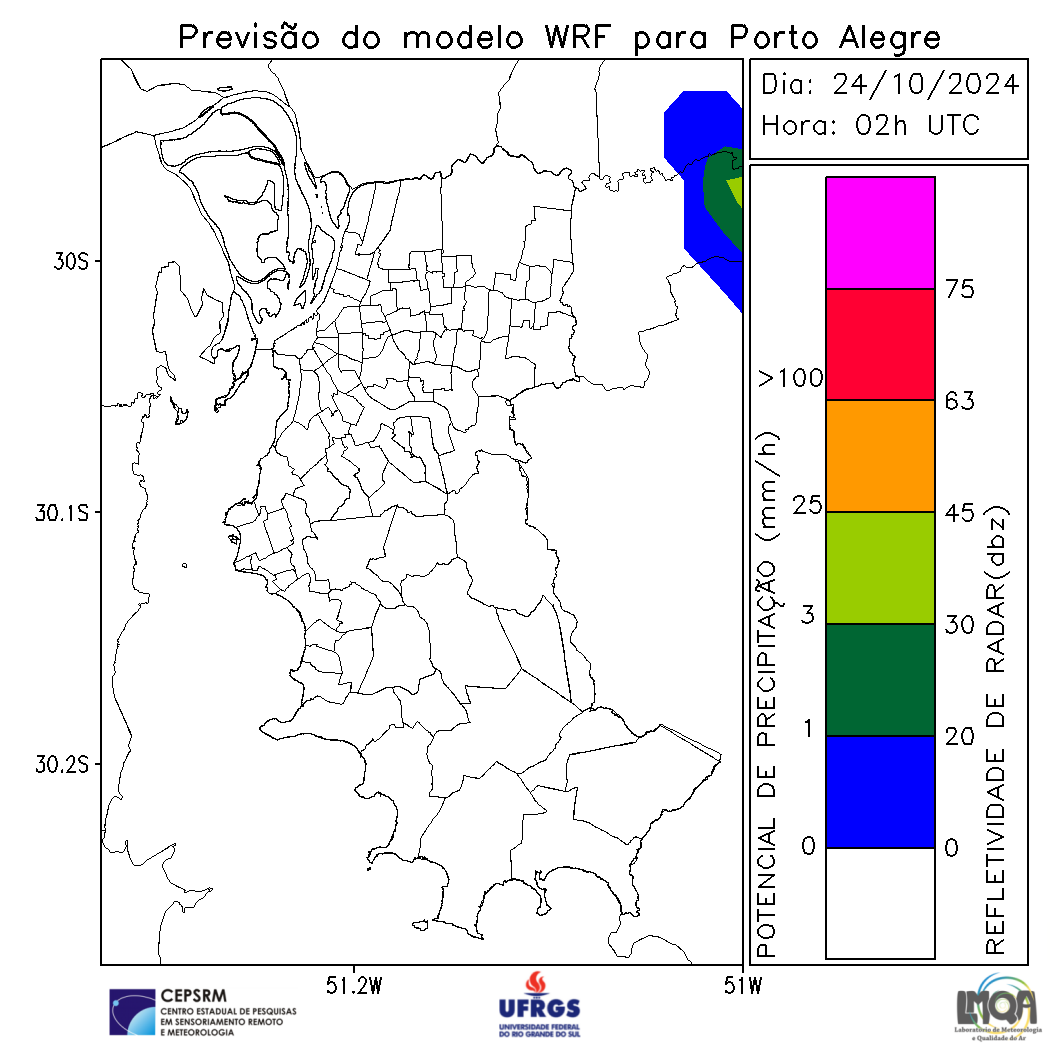 Previsão do modelo WRF para Porto Alegre
Dia: 24/10/2024
Hora: 02h UTC
30S
30.1S
30.2S
51.2W
51W
POTENCIAL DE PRECIPITAÇÃO (mm/h)
>100
25
3
1
0
75
63
45
30
20
0
REFLETIVIDADE DE RADAR(dbz)
CEPSRM
CENTRO ESTADUAL DE PESQUISAS
EM SENSORIAMENTO REMOTO
E METEOROLOGIA
UFRGS
UNIVERSIDADE FEDERAL
DO RIO GRANDE DO SUL
LMQA
Laboratório de Meteorologia
e Qualidade do Ar